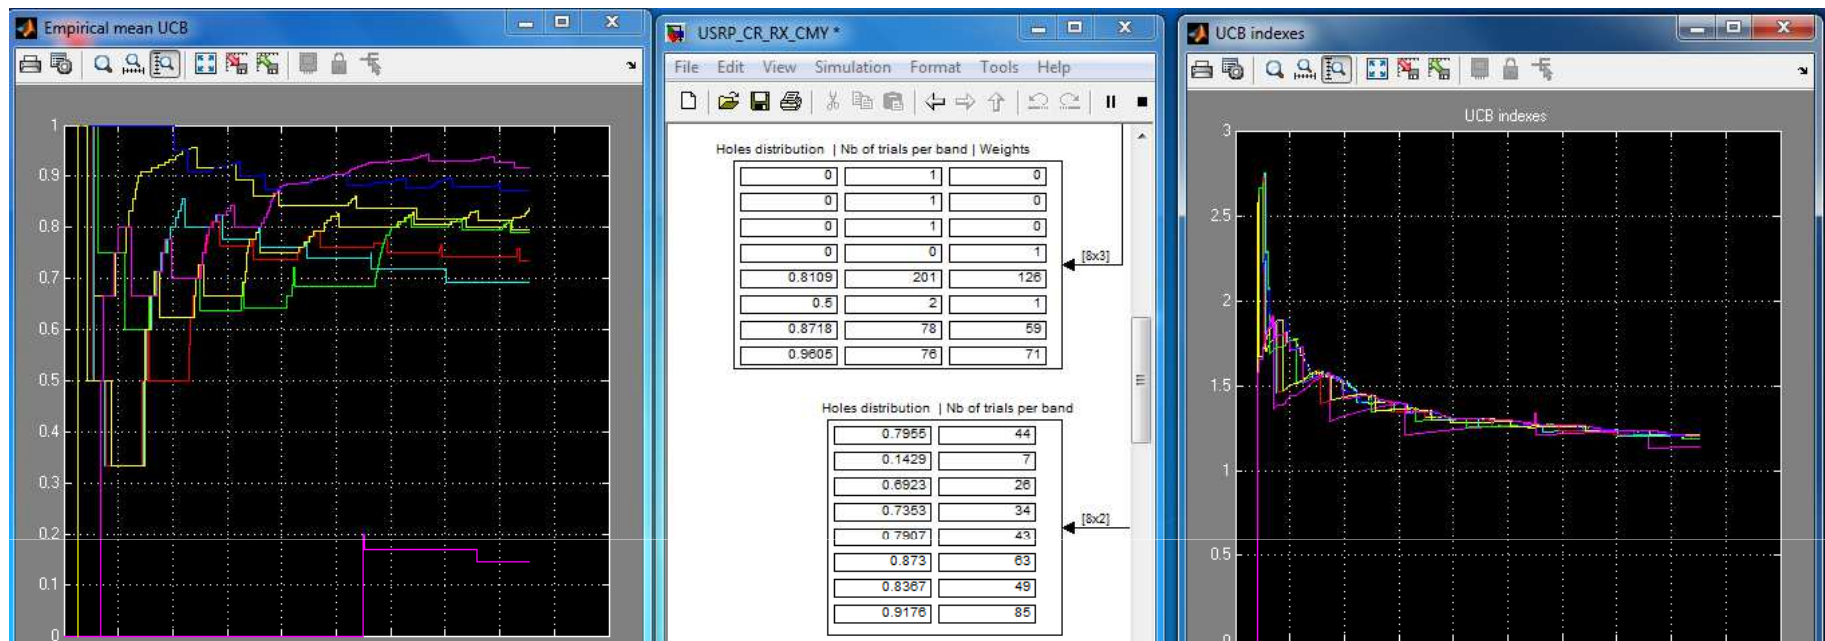 Empirical mean UCB
1
0.9
0.8
0.7
0.6
0.5
0.4
0.3
0.2
0.1
0
USRP_CR_RX_CMY *
File Edit View Simulation Format Tools Help
Holes distribution | Nb of trials per band | Weights
0 1 0
0 1 0
0 1 0
0 0 1
0.8109 201 126
0.5 2 1
0.8718 78 59
0.9605 76 71
[8x3]
Holes distribution | Nb of trials per band
0.7955 44
0.1429 7
0.6923 26
0.7353 34
0.7907 43
0.873 63
0.8367 49
0.9176 85
[8x2]
UCB indexes
UCB indexes
3
2.5
2
1.5
1
0.5
0